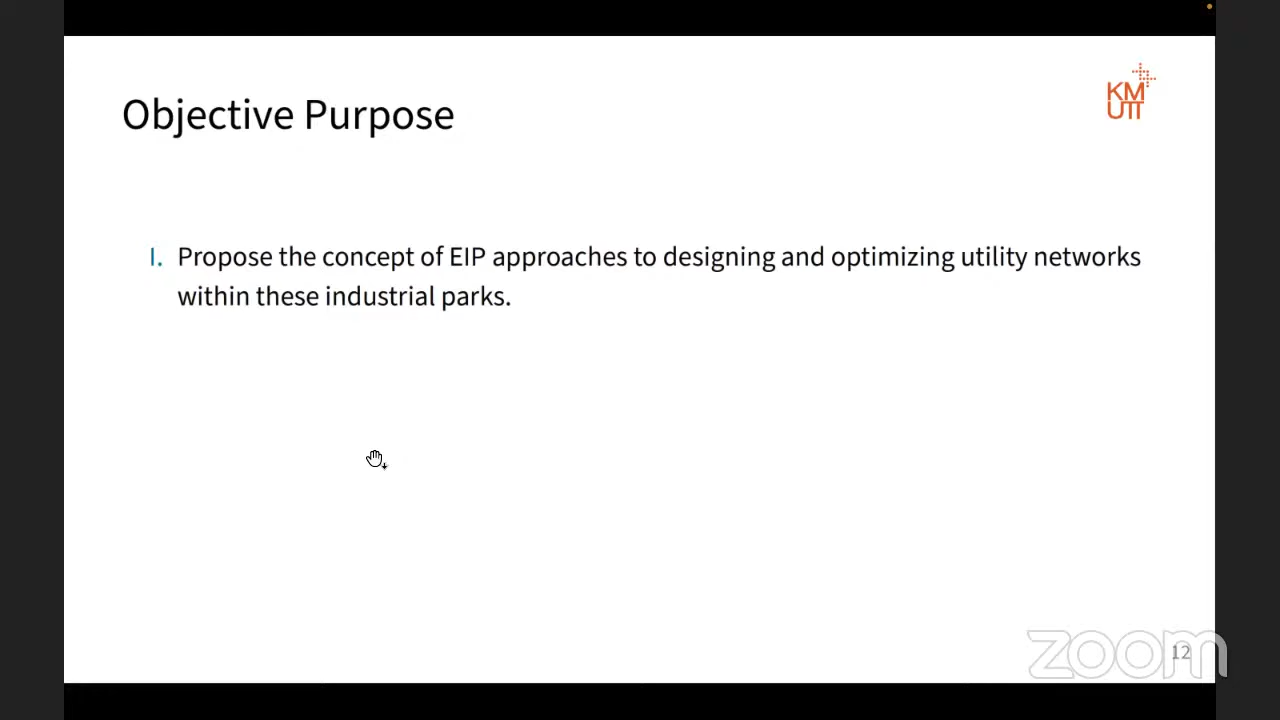 KM
UTT
Objective Purpose
I. Propose the concept of EIP approaches to designing and optimizing utility networks
within these industrial parks.
zoom
12